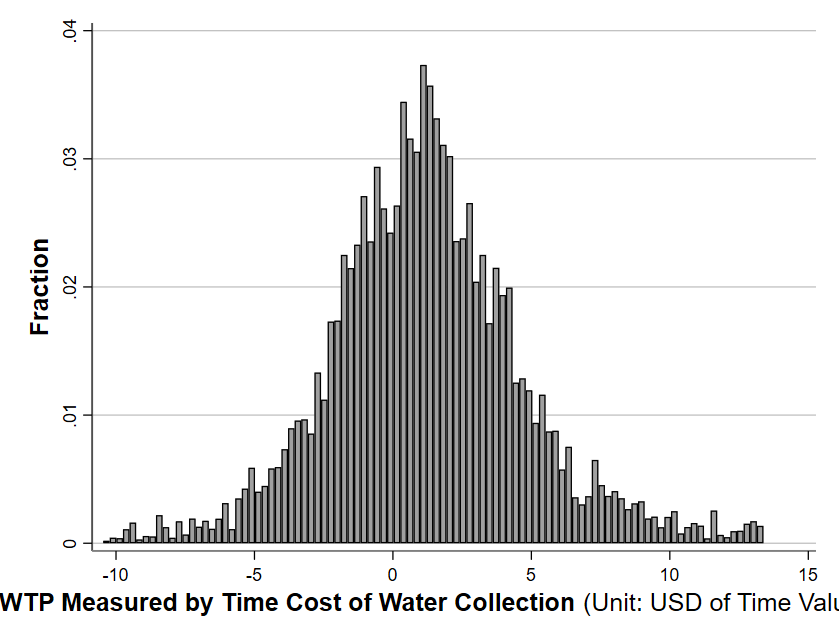 .04
.03
.02
.01
0
Fraction
-10 -5 0 5 10 15
WTP Measured by Time Cost of Water Collection (Unit: USD of Time Valu